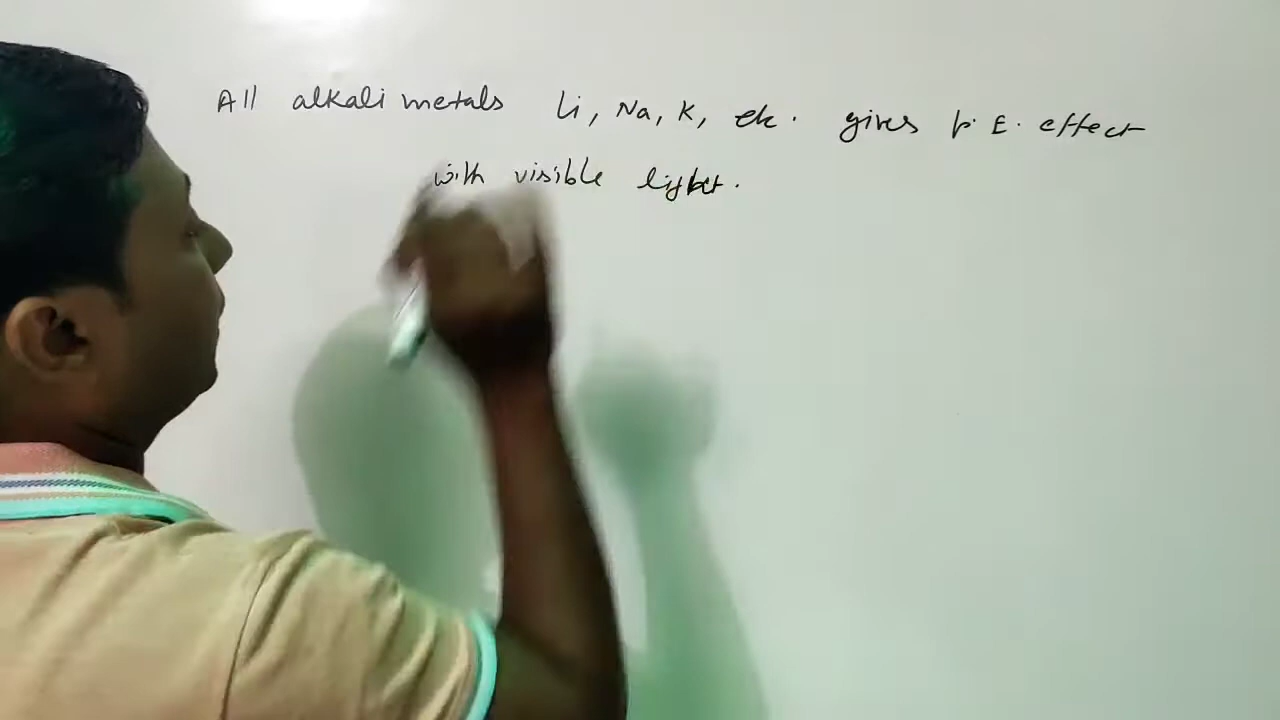 All alkali metals Li, Na, K, etc. gives P.E. effect
with visible light.